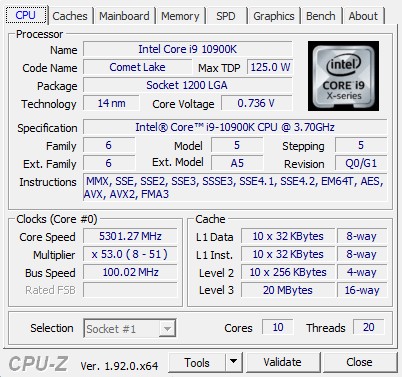 CPU Caches Mainboard Memory SPD Graphics Bench About
Processor
Name Intel Core i9 10900K
Code Name Comet Lake Max TDP 125.0 W
Package Socket 1200 LGA
Technology 14 nm Core Voltage 0.736 V
intel
CORE i9
X-series
Specification Intel® Core™ i9-10900K CPU @ 3.70GHz
Family 6 Model 5 Stepping 5
Ext. Family 6 Ext. Model A5 Revision Q0/G1
Instructions MMX, SSE, SSE2, SSE3, SSSE3, SSE4.1, SSE4.2, EM64T, AES,
AVX, AVX2, FMA3
Clocks (Core #0)
Core Speed 5301.27 MHz
Multiplier x 53.0 ( 8 - 51 )
Bus Speed 100.02 MHz
Rated FSB
Cache
L1 Data 10 x 32 KBytes 8-way
L1 Inst. 10 x 32 KBytes 8-way
Level 2 10 x 256 KBytes 4-way
Level 3 20 MBytes 16-way
Selection Socket #1 Cores 10 Threads 20
CPU-Z Ver. 1.92.0.x64 Tools Validate Close